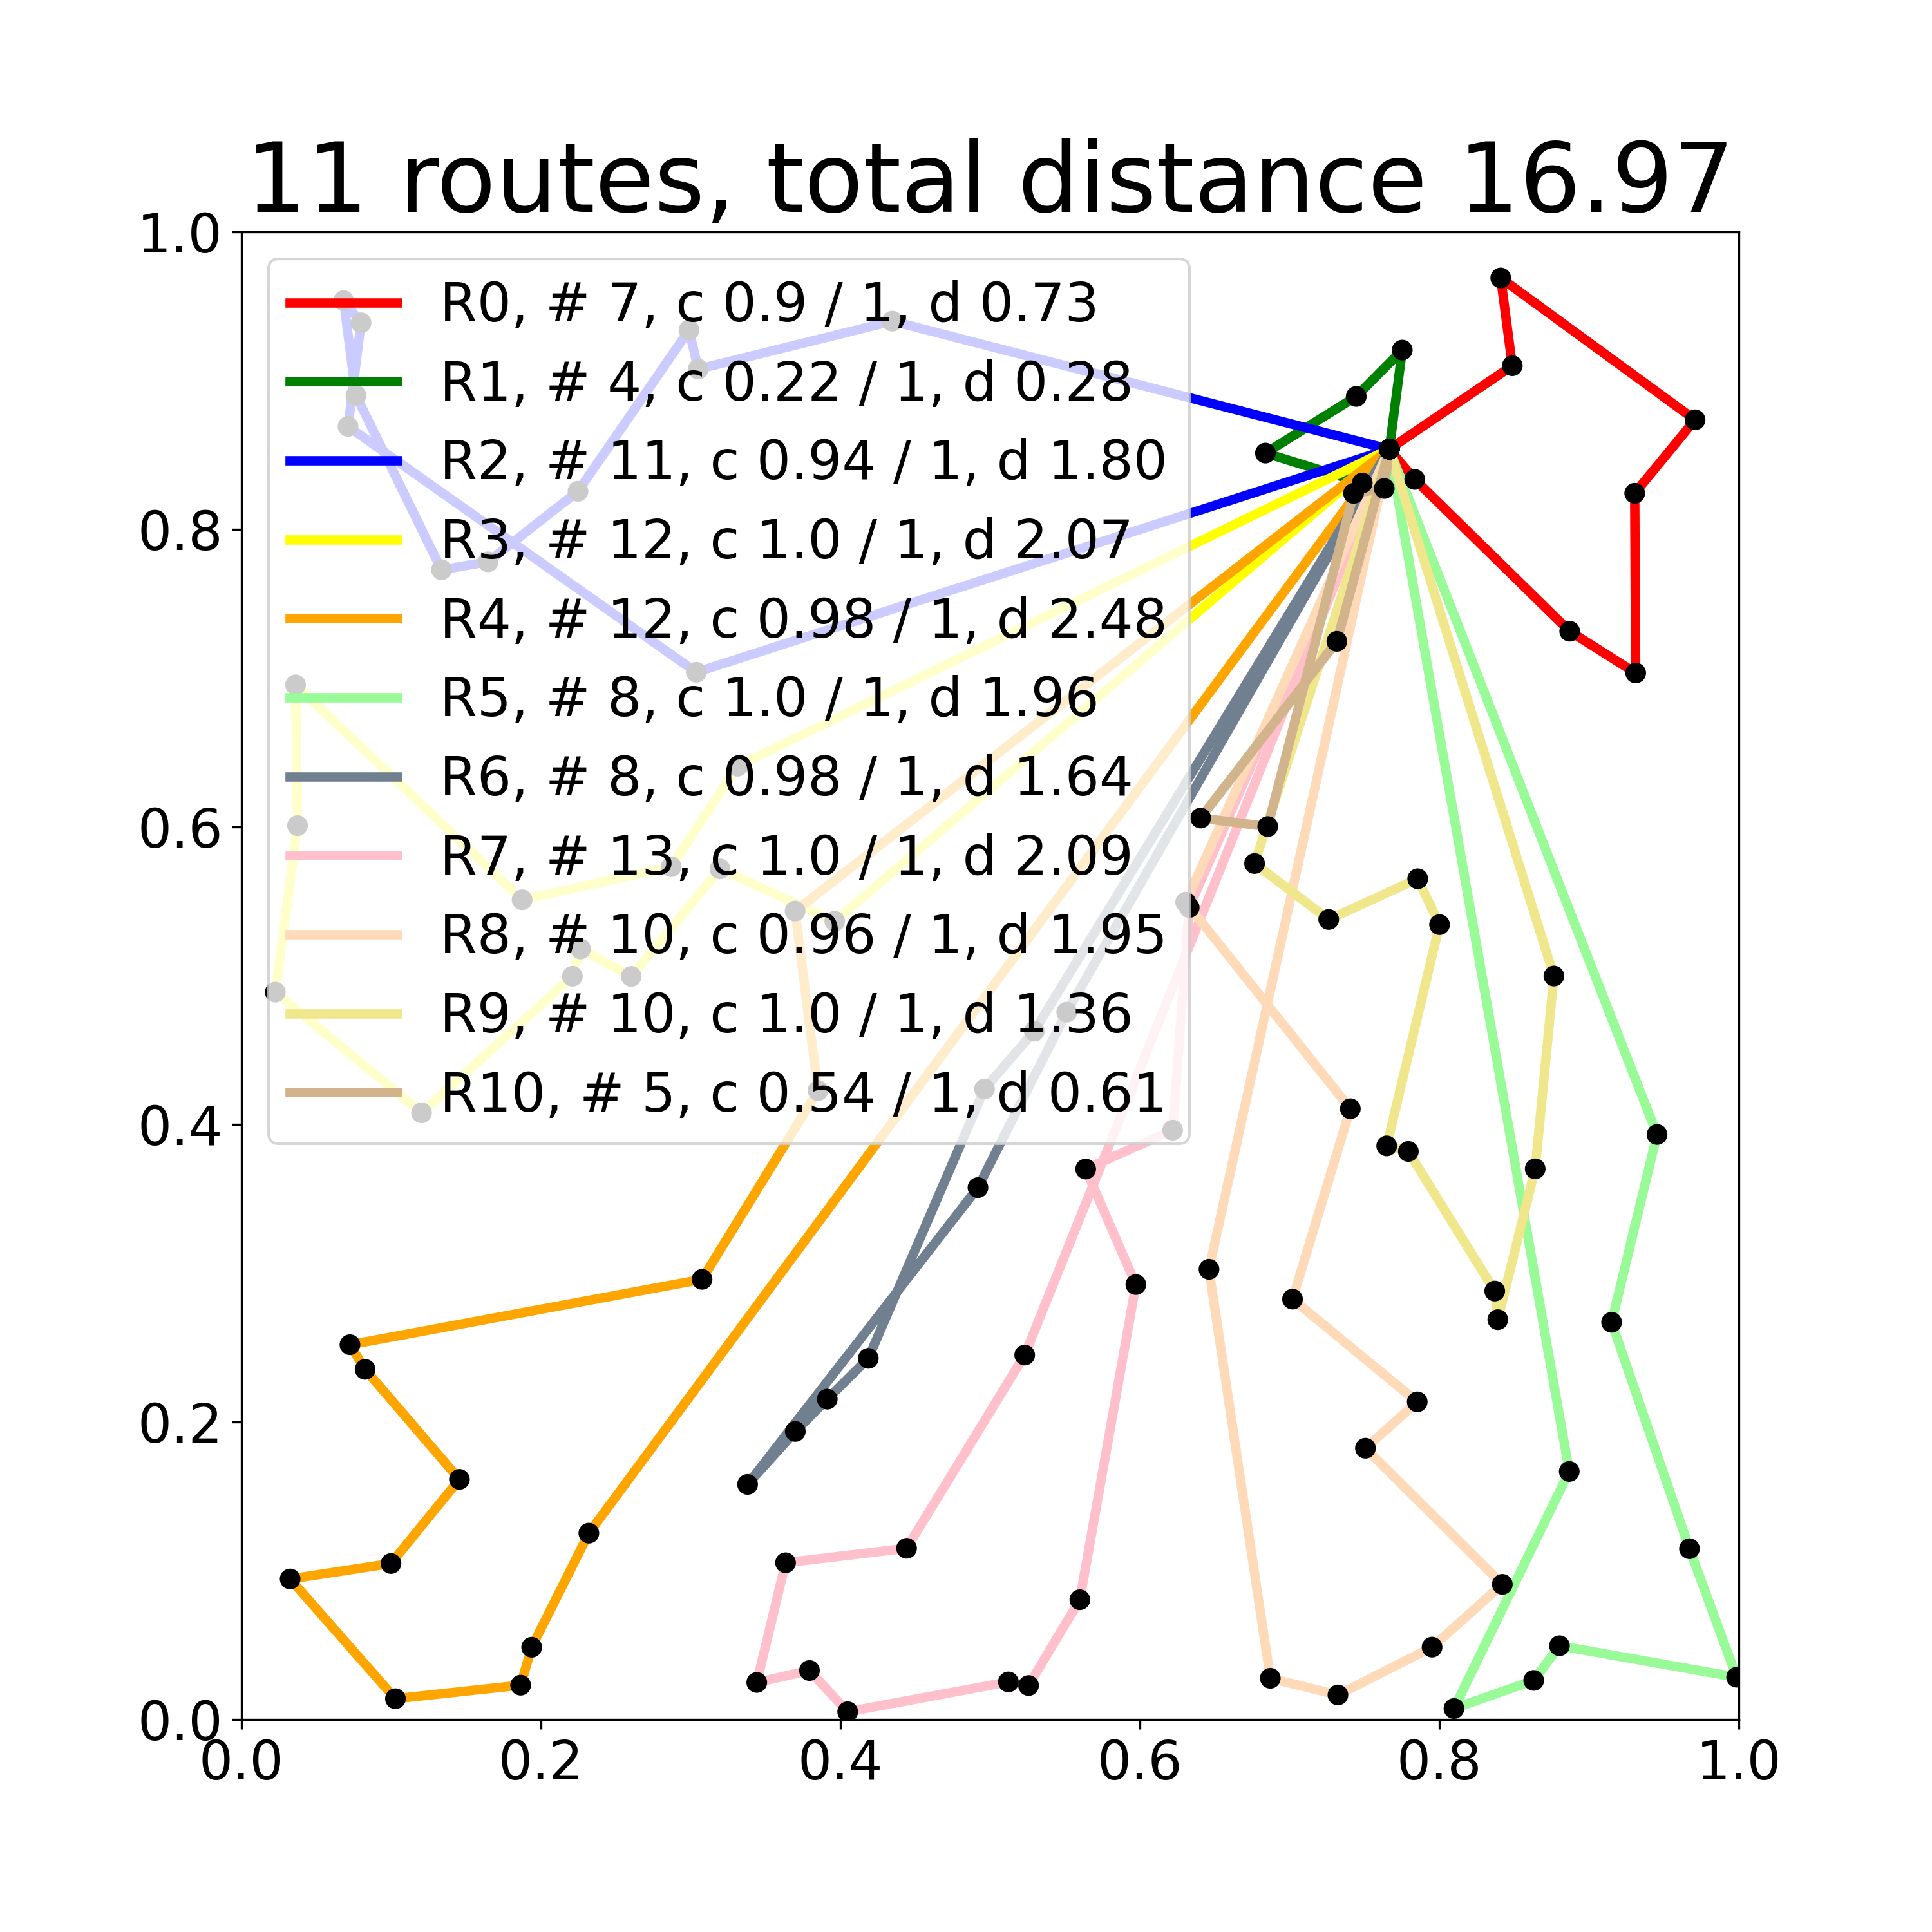 11 routes, total distance 16.97
1.0
0.8
0.6
0.4
0.2
0.0
R0, # 7, c 0.9 / 1, d 0.73
R1, # 4, c 0.22 / 1, d 0.28
R2, # 11, c 0.94 / 1, d 1.80
R3, # 12, c 1.0 / 1, d 2.07
R4, # 12, c 0.98 / 1, d 2.48
R5, # 8, c 1.0 / 1, d 1.96
R6, # 8, c 0.98 / 1, d 1.64
R7, # 13, c 1.0 / 1, d 2.09
R8, # 10, c 0.96 / 1, d 1.95
R9, # 10, c 1.0 / 1, d 1.36
R10, # 5, c 0.54 / 1, d 0.61
0.0 0.2 0.4 0.6 0.8 1.0